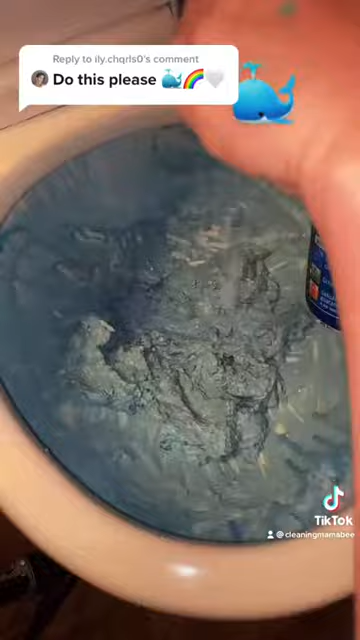 Reply to ily.chqrls0's comment
Do this please 🐳🌈🤍
TikTok
@cleaningmamabee